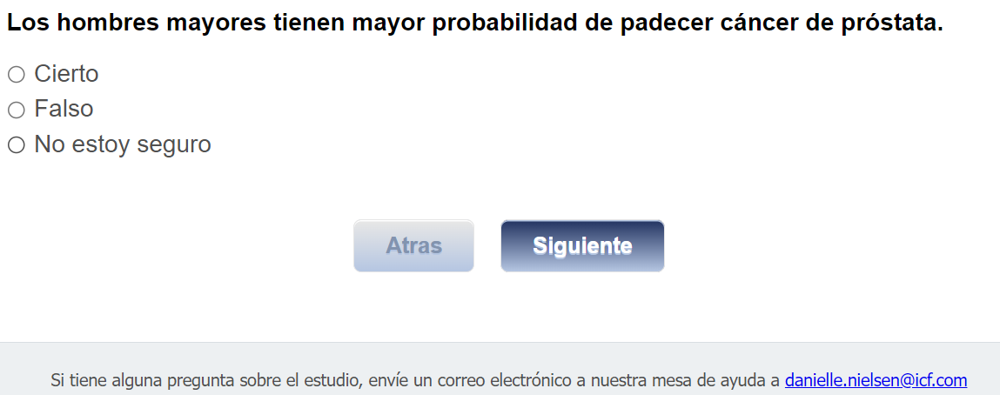 Los hombres mayores tienen mayor probabilidad de padecer cáncer de próstata.
Cierto
Falso
No estoy seguro
Atras
Siguiente
Si tiene alguna pregunta sobre el estudio, envíe un correo electrónico a nuestra mesa de ayuda a danielle.nielsen@icf.com